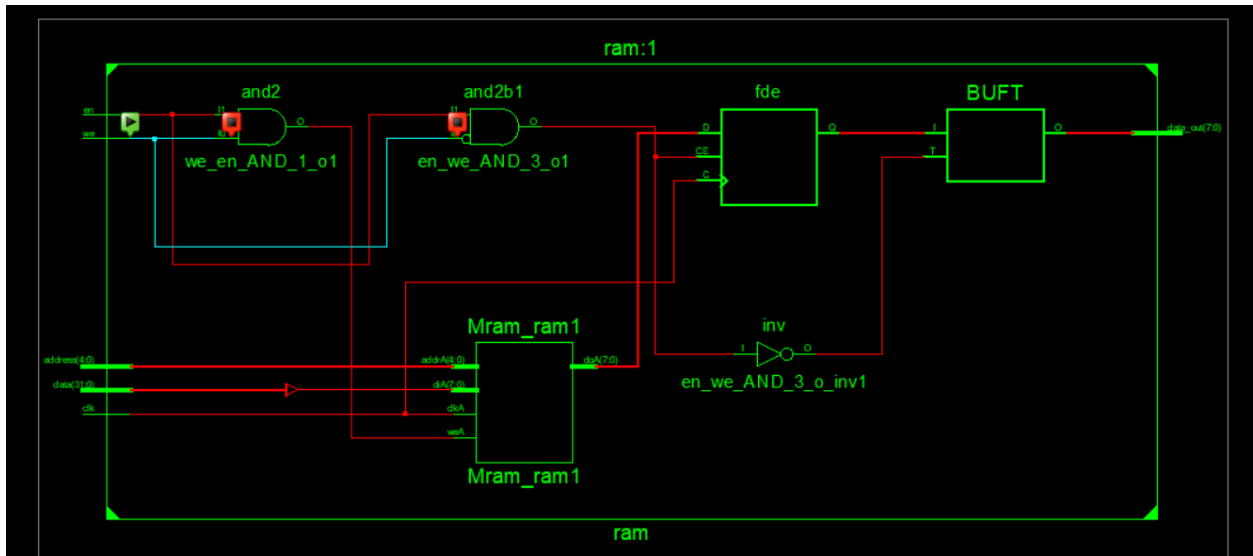 ram:1
and2
and2b1
fde
BUFT
en
we
I1
I0
O
we_en_AND_1_o1
I1
O
en_we_AND_3_o1
D
CE
C
Q
I
T
O
data_out(7:0)
Mram_ram1
inv
I
O
en_we_AND_3_o_inv1
address(4:0)
data(31:0)
clk
addrA(4:0)
diA(7:0)
clkA
weA
doA(7:0)
Mram_ram1
ram